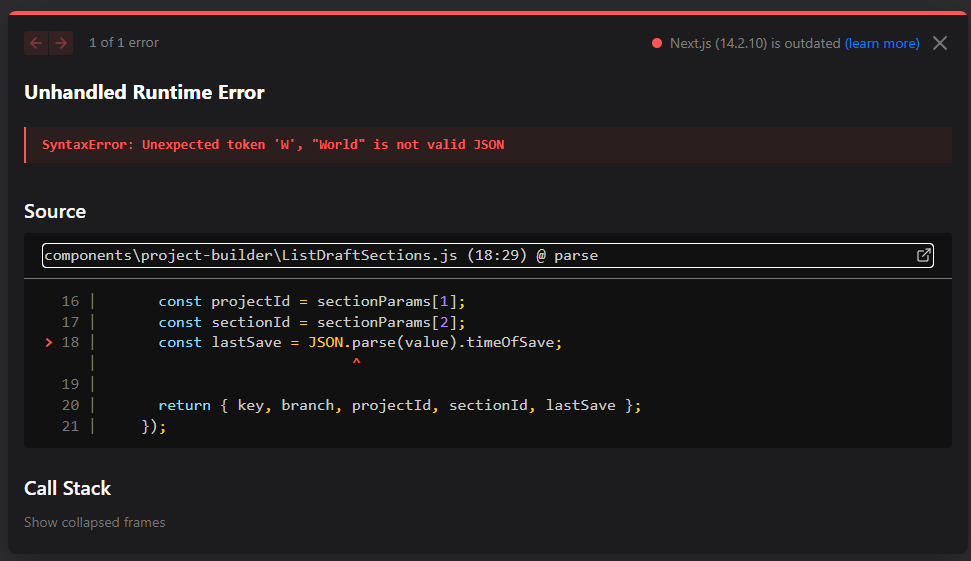 1 of 1 error
Next.js (14.2.10) is outdated (learn more)
Unhandled Runtime Error
SyntaxError: Unexpected token 'W', "World" is not valid JSON
Source
components\project-builder\ListDraftSections.js (18:29) @ parse
16 | const projectId = sectionParams[1];
17 | const sectionId = sectionParams[2];
> 18 | const lastSave = JSON.parse(value).timeOfSave;
| ^
19 |
20 | return { key, branch, projectId, sectionId, lastSave };
21 | });
Call Stack
Show collapsed frames